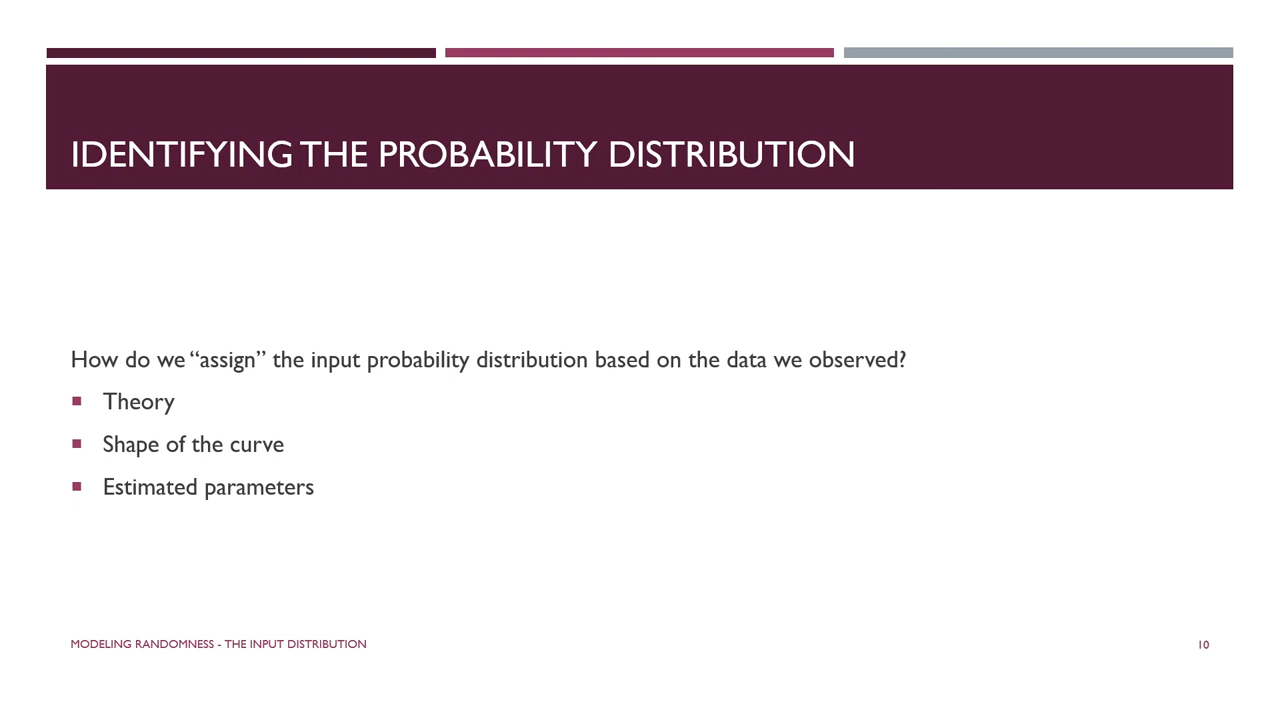 IDENTIFYING THE PROBABILITY DISTRIBUTION
How do we “assign” the input probability distribution based on the data we observed?
Theory
Shape of the curve
Estimated parameters
MODELING RANDOMNESS - THE INPUT DISTRIBUTION
10